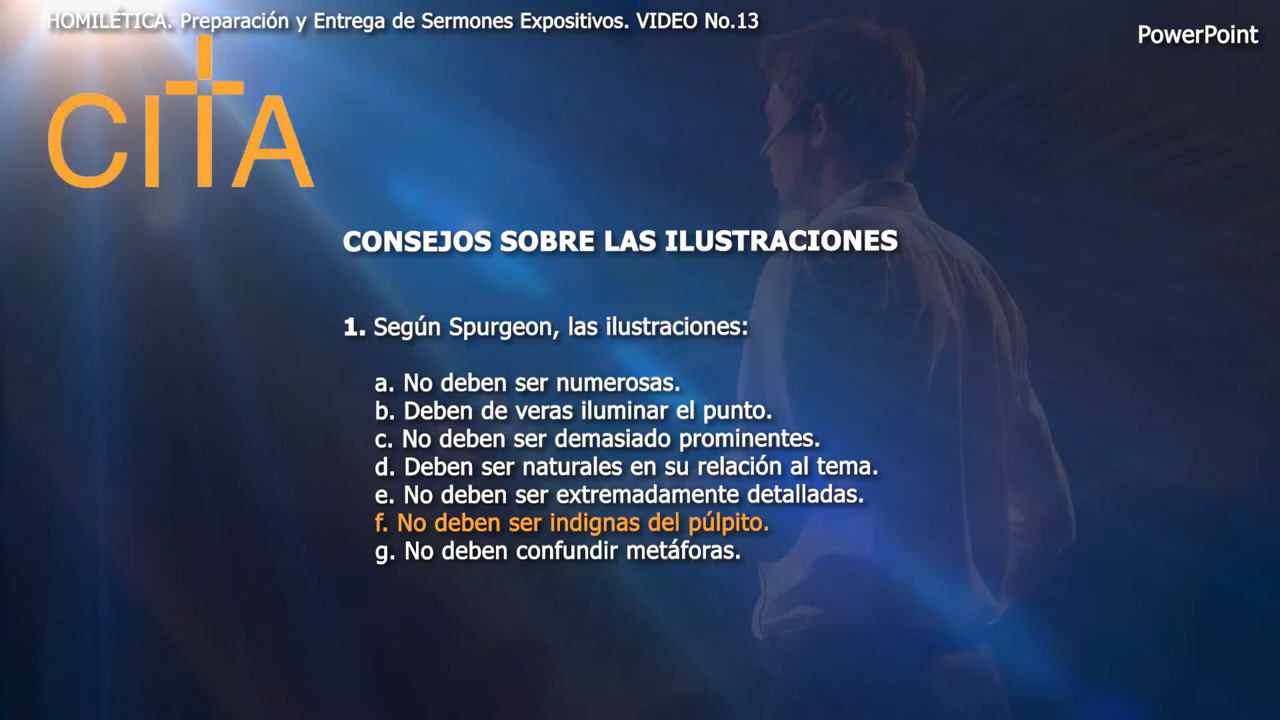 HOMILÉTICA. Preparación y Entrega de Sermones Expositivos. VIDEO No.13
PowerPoint
CITA
CONSEJOS SOBRE LAS ILUSTRACIONES
1. Según Spurgeon, las ilustraciones:
a. No deben ser numerosas.
b. Deben de veras iluminar el punto.
c. No deben ser demasiado prominentes.
d. Deben ser naturales en su relación al tema.
e. No deben ser extremadamente detalladas.
f. No deben ser indignas del púlpito.
g. No deben confundir metáforas.